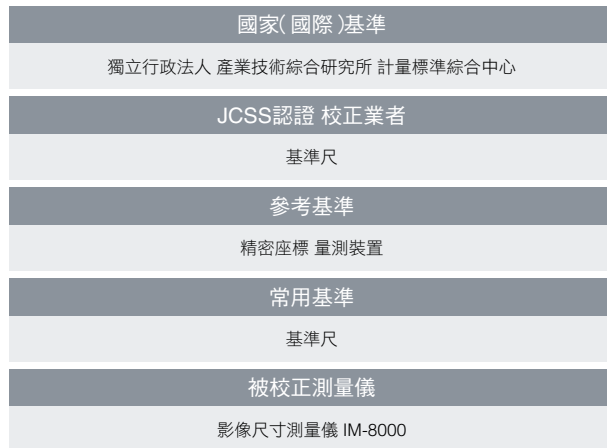 國家(國際)基準
獨立行政法人 產業技術綜合研究所 計量標準綜合中心
JCSS認證 校正業者
基準尺
參考基準
精密座標 量測裝置
常用基準
基準尺
被校正測量儀
影像尺寸測量儀 IM-8000